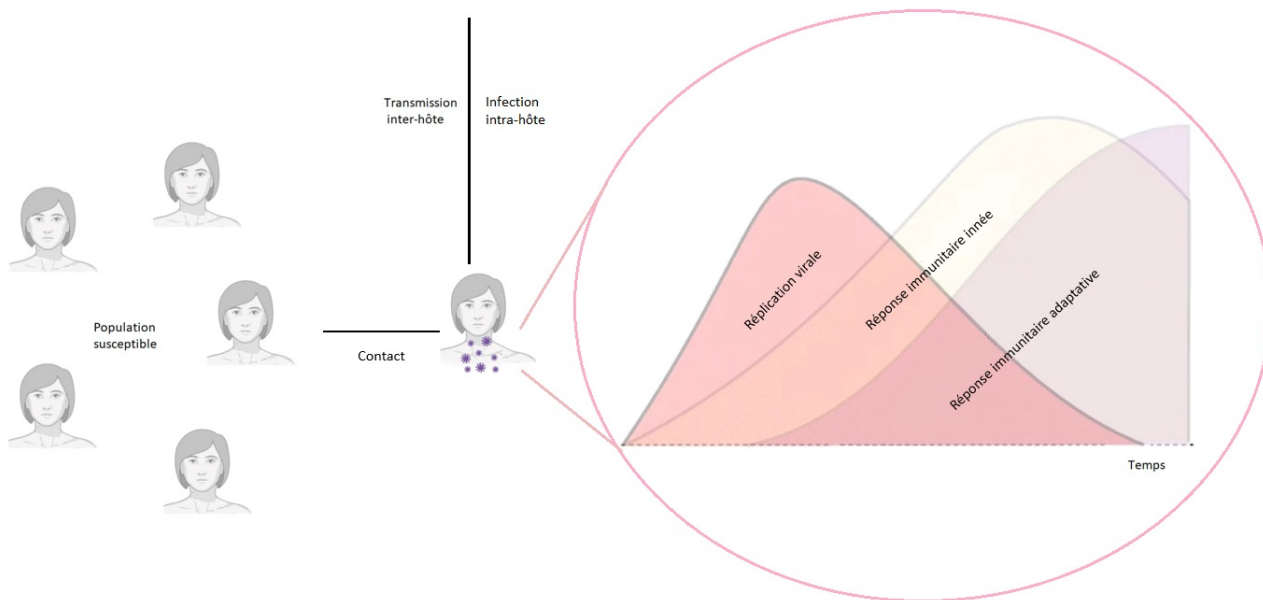 Transmission
inter-hôte
Infection
intra-hôte
Population
susceptible
Contact
Réplication virale
Réponse immunitaire innée
Réponse immunitaire adaptative
Temps